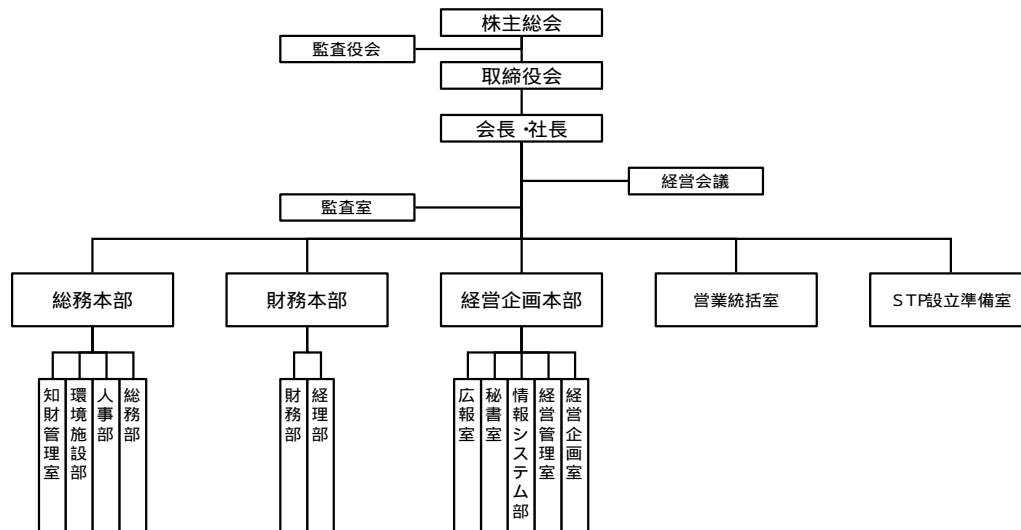 株主総会
監査役会
取締役会
会長・社長
経営会議
監査室
総務本部
財務本部
経営企画本部
営業統括室
STP設立準備室
知財管理室
環境施設部
人事部
総務部
財務部
経理部
広報室
秘書室
情報システム部
経営管理室
経営企画室